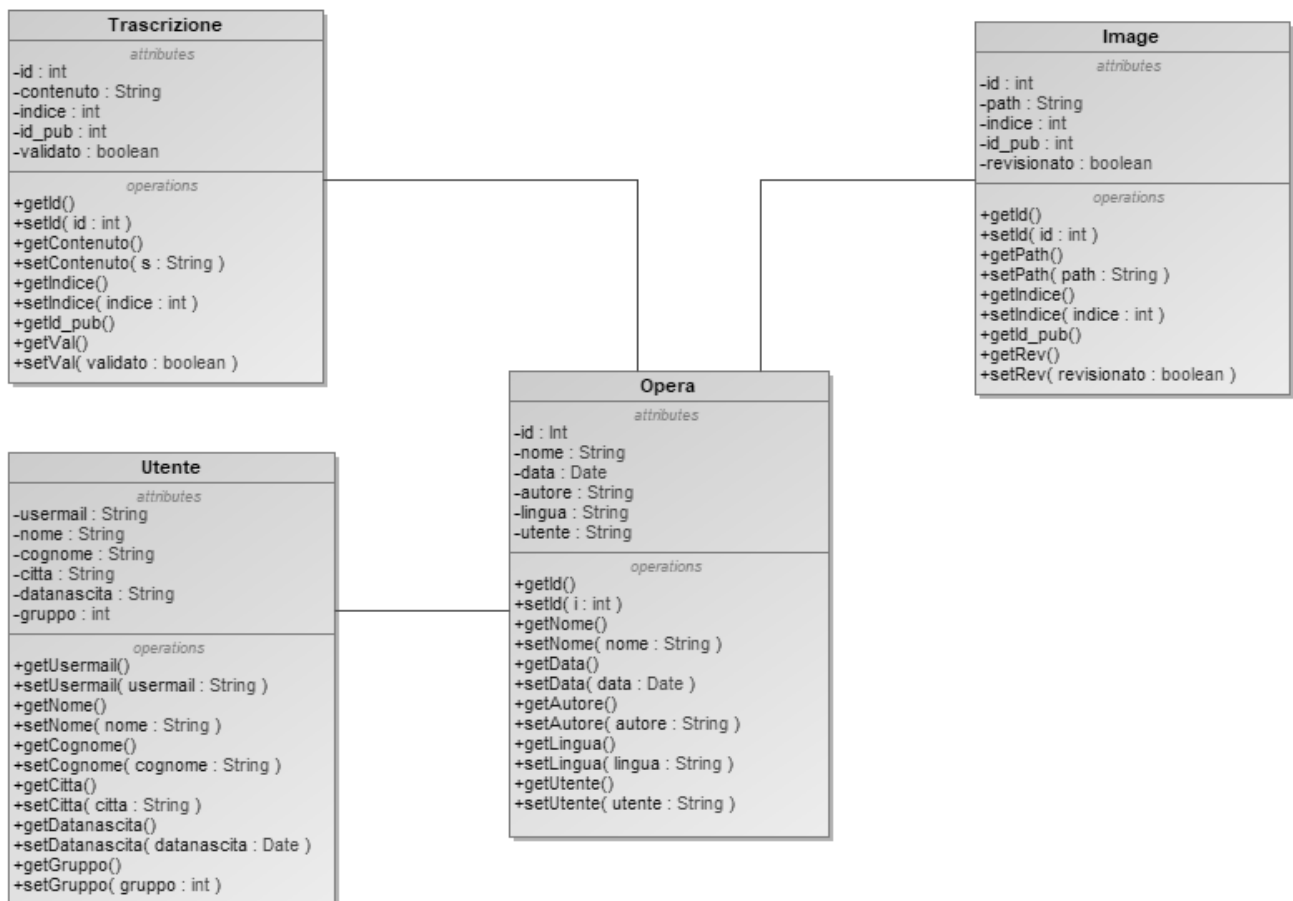 Trascrizione
attributes
-id : int
-contenuto : String
-indice : int
-id_pub : int
-validato : boolean
operations
+getId()
+setId( id : int )
+getContenuto()
+setContenuto( s : String )
+getIndice()
+setIndice( indice : int )
+getId_pub()
+getVal()
+setVal( validato : boolean )
Image
attributes
-id : int
-path : String
-indice : int
-id_pub : int
-revisionato : boolean
operations
+getId()
+setId( id : int )
+getPath()
+setPath( path : String )
+getIndice()
+setIndice( indice : int )
+getId_pub()
+getRev()
+setRev( revisionato : boolean )
Utente
attributes
-usermail : String
-nome : String
-cognome : String
-citta : String
-datanascita : String
-gruppo : int
operations
+getUsermail()
+setUsermail( usermail : String )
+getNome()
+setNome( nome : String )
+getCognome()
+setCognome( cognome : String )
+getCitta()
+setCitta( citta : String )
+getDatanascita()
+setDatanascita( datanascita : Date )
+getGruppo()
+setGruppo( gruppo : int )
Opera
attributes
-id : Int
-nome : String
-data : Date
-autore : String
-lingua : String
-utente : String
operations
+getId()
+setId( i : int )
+getNome()
+setNome( nome : String )
+getData()
+setData( data : Date )
+getAutore()
+setAutore( autore : String )
+getLingua()
+setLingua( lingua : String )
+getUtente()
+setUtente( utente : String )